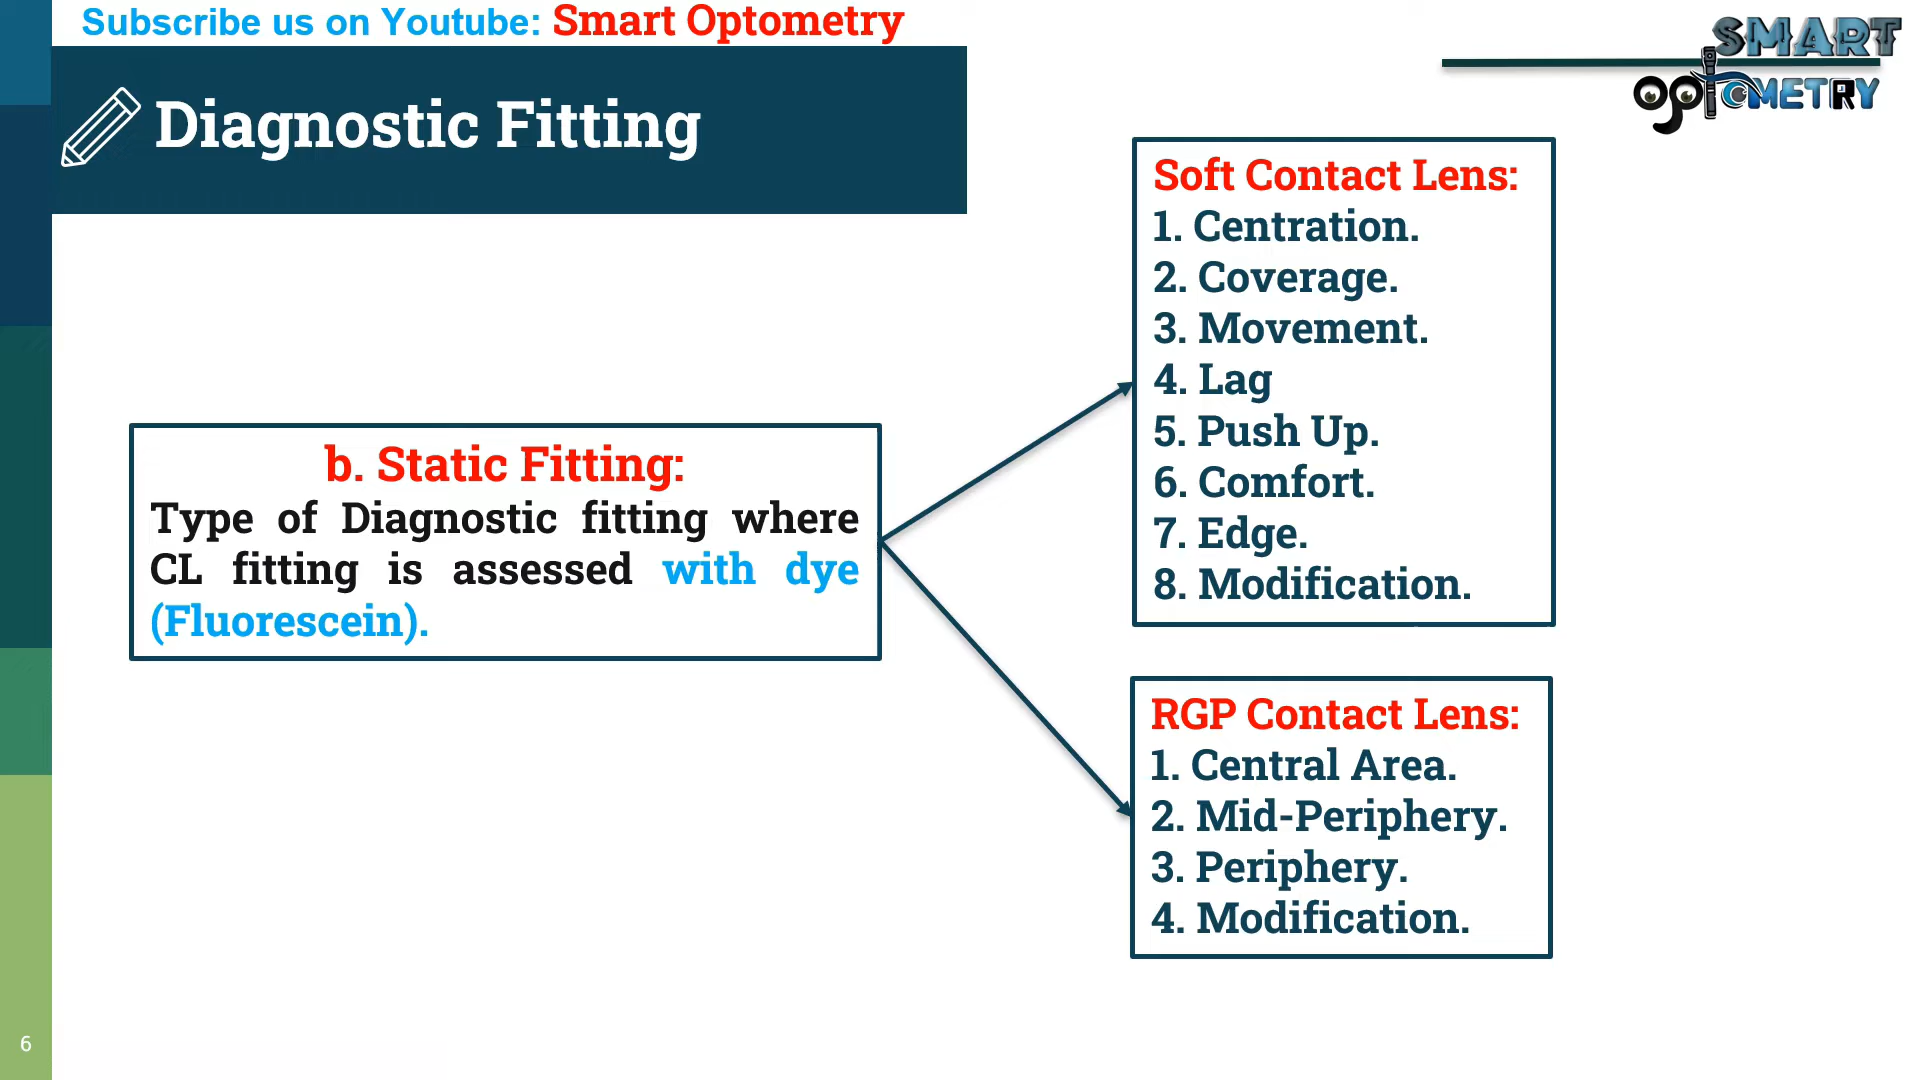 Subscribe us on Youtube: Smart Optometry
SMART
OptOMETRY
Diagnostic Fitting
b. Static Fitting:
Type of Diagnostic fitting where
CL fitting is assessed with dye
(Fluorescein).
Soft Contact Lens:
1. Centration.
2. Coverage.
3. Movement.
4. Lag
5. Push Up.
6. Comfort.
7. Edge.
8. Modification.
RGP Contact Lens:
1. Central Area.
2. Mid-Periphery.
3. Periphery.
4. Modification.
6